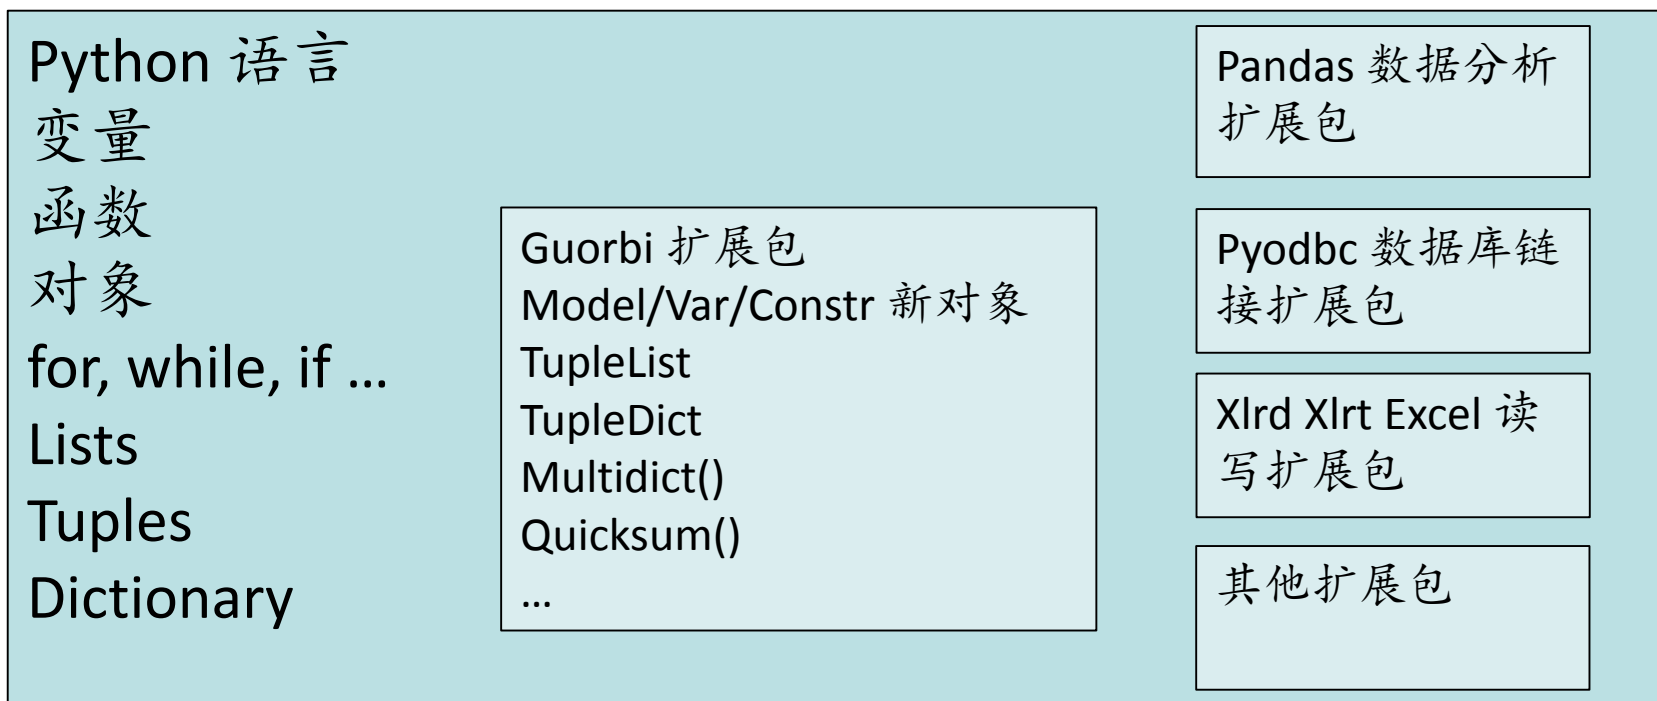 Python 语言
变量
函数
对象
for, while, if …
Lists
Tuples
Dictionary
Guorbi 扩展包
Model/Var/Constr 新对象
TupleList
TupleDict
Multidict()
Quicksum()
…
Pandas 数据分析
扩展包
Pyodbc 数据库链
接扩展包
Xlrd Xlrt Excel 读
写扩展包
其他扩展包